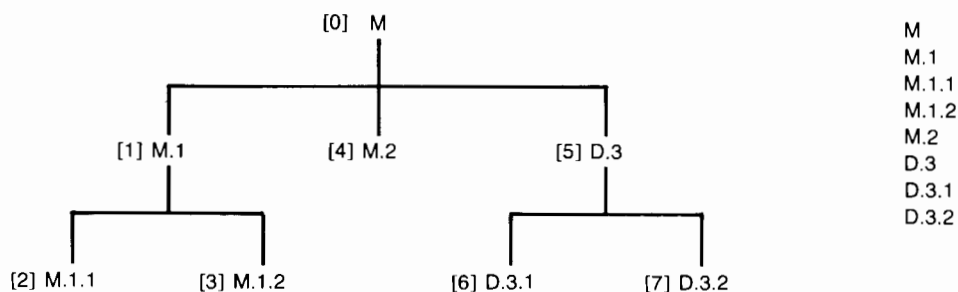 [0] M
[1] M.1 [4] M.2 [5] D.3
[2] M.1.1 [3] M.1.2 [6] D.3.1 [7] D.3.2
M
M.1
M.1.1
M.1.2
M.2
D.3
D.3.1
D.3.2